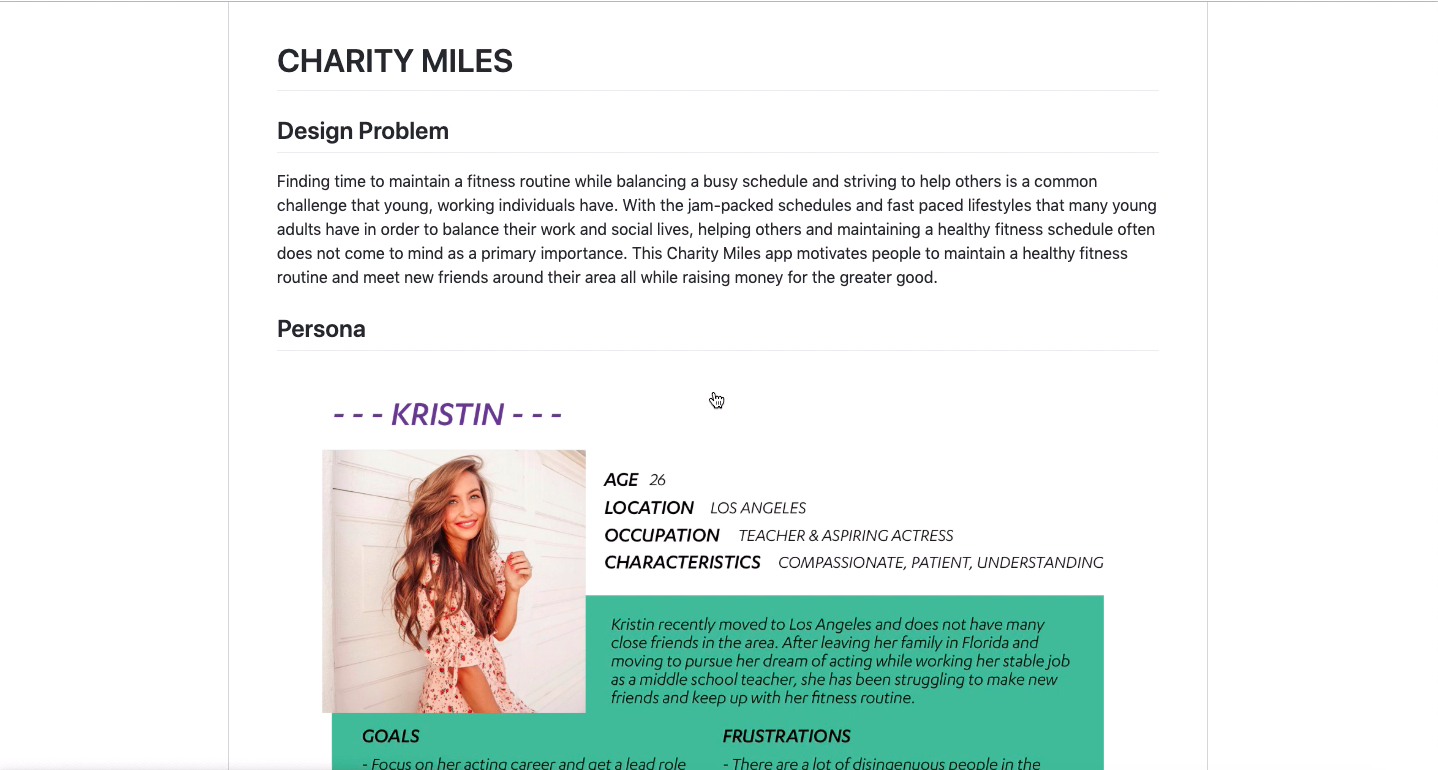 CHARITY MILES
Design Problem
Finding time to maintain a fitness routine while balancing a busy schedule and striving to help others is a common
challenge that young, working individuals have. With the jam-packed schedules and fast paced lifestyles that many young
adults have in order to balance their work and social lives, helping others and maintaining a healthy fitness schedule often
does not come to mind as a primary importance. This Charity Miles app motivates people to maintain a healthy fitness
routine and meet new friends around their area all while raising money for the greater good.
Persona
- - - KRISTIN - - -
AGE 26
LOCATION LOS ANGELES
OCCUPATION TEACHER & ASPIRING ACTRESS
CHARACTERISTICS COMPASSIONATE, PATIENT, UNDERSTANDING
Kristin recently moved to Los Angeles and does not have many
close friends in the area. After leaving her family in Florida and
moving to pursue her dream of acting while working her stable job
as a middle school teacher, she has been struggling to make new
friends and keep up with her fitness routine.
GOALS
- Focus on her acting career and get a lead role
FRUSTRATIONS
- There are a lot of disingenuous people in the